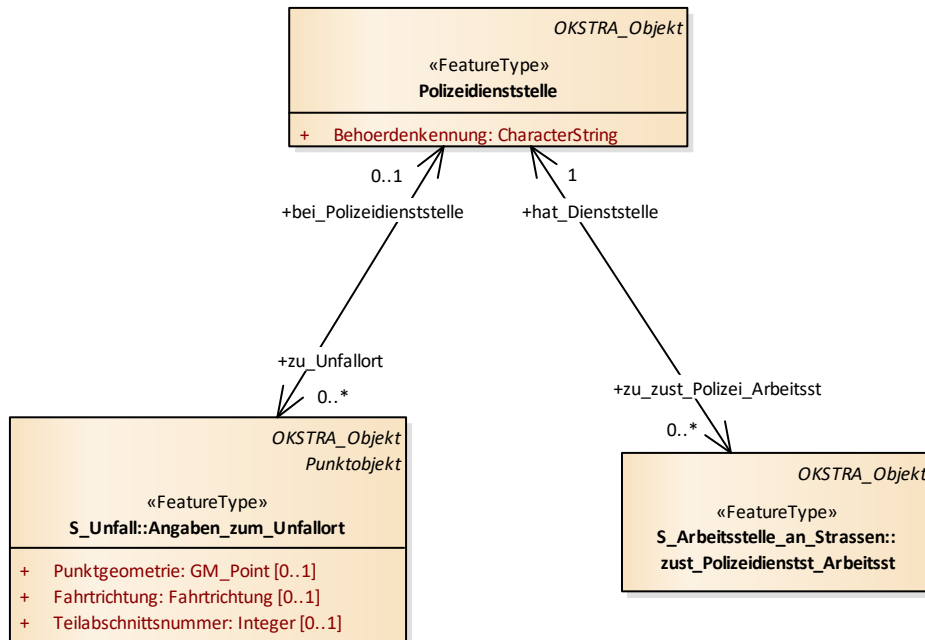 OKSTRA_Objekt
«FeatureType»
Polizeidienststelle
+ Behoerdenkennung: CharacterString
0..1
1
+bei_Polizeidienststelle
+hat_Dienststelle
+zu_Unfallort
0..*
+zu_zust_Polizei_Arbeitsst
0..*
OKSTRA_Objekt
Punktobjekt
«FeatureType»
S_Unfall::Angaben_zum_Unfallort
+ Punktgeometrie: GM_Point [0..1]
+ Fahrtrichtung: Fahrtrichtung [0..1]
+ Teilabschnittsnummer: Integer [0..1]
OKSTRA_Objekt
«FeatureType»
S_Arbeitsstelle_an_Strassen::
zust_Polizeidienstst_Arbeitsst